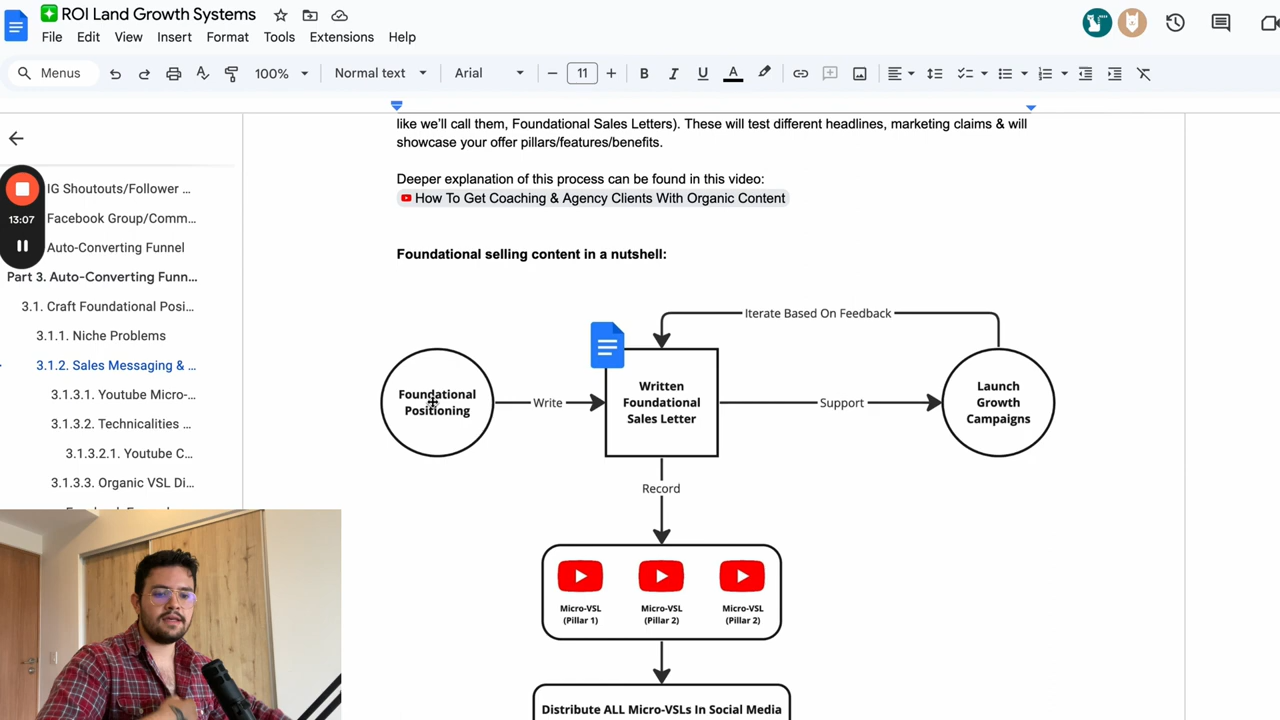 ROI Land Growth Systems
File Edit View Insert Format Tools Extensions Help
Menus 100% Normal text Arial 11 B I U A
like we'll call them, Foundational Sales Letters). These will test different headlines, marketing claims & will
showcase your offer pillars/features/benefits.
Deeper explanation of this process can be found in this video:
How To Get Coaching & Agency Clients With Organic Content
Foundational selling content in a nutshell:
13:07
IG Shoutouts/Follower ...
Facebook Group/Comm...
Auto-Converting Funnel
Part 3. Auto-Converting Funn...
3.1. Craft Foundational Posi...
3.1.1. Niche Problems
3.1.2. Sales Messaging & ...
3.1.3.1. Youtube Micro-...
3.1.3.2. Technicalities ...
3.1.3.2.1. Youtube C...
3.1.3.3. Organic VSL Di...
Iterate Based On Feedback
Foundational
Positioning
Write
Written
Foundational
Sales Letter
Support
Launch
Growth
Campaigns
Record
Micro-VSL
(Pillar 1)
Micro-VSL
(Pillar 2)
Micro-VSL
(Pillar 2)
Distribute ALL Micro-VSLs In Social Media